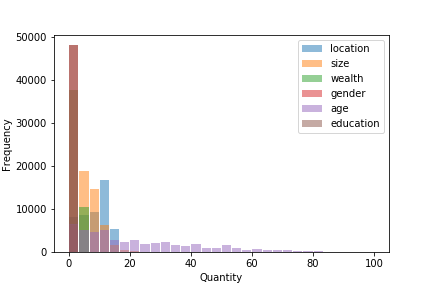 50000
40000
30000
20000
10000
0
Frequency
0 20 40 60 80 100
Quantity
location
size
wealth
gender
age
education